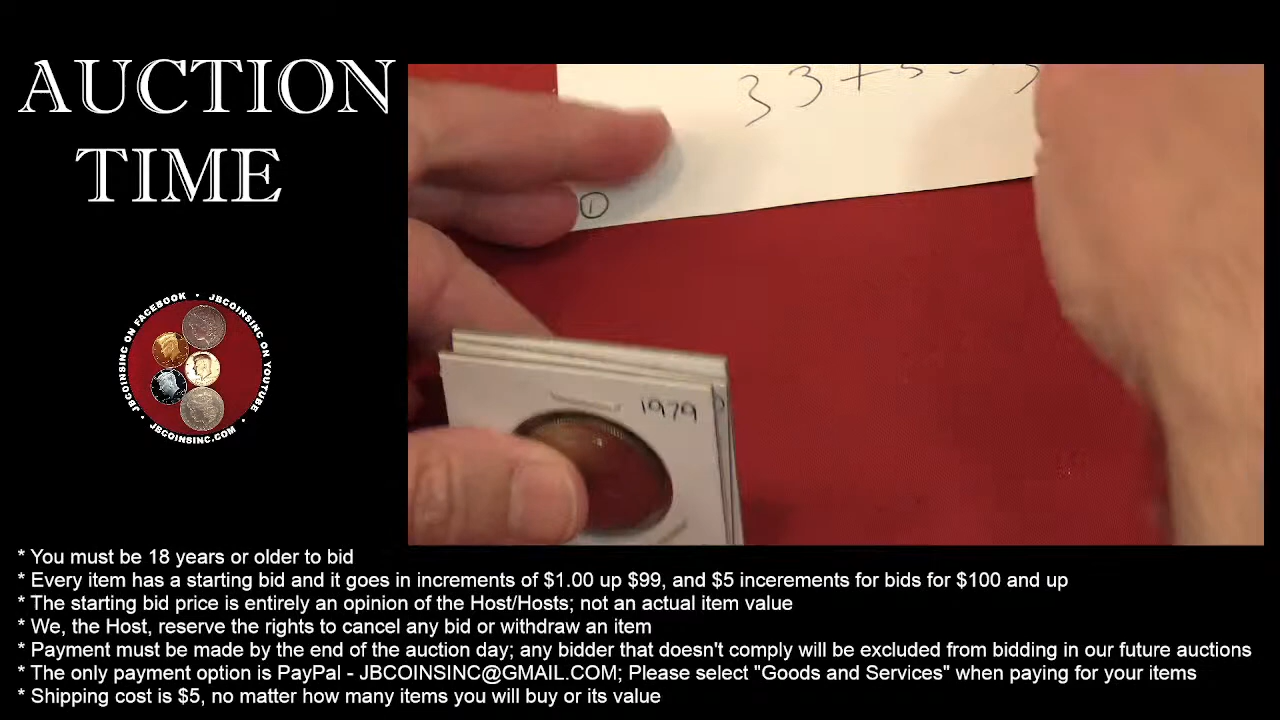 AUCTION
TIME
33+5
①
1979
JBCOINSINC ON FACEBOOK • JBCOINSINC ON YOUTUBE • JBCOINSINC.COM •
* You must be 18 years or older to bid
* Every item has a starting bid and it goes in increments of $1.00 up $99, and $5 incerements for bids for $100 and up
* The starting bid price is entirely an opinion of the Host/Hosts; not an actual item value
* We, the Host, reserve the rights to cancel any bid or withdraw an item
* Payment must be made by the end of the auction day; any bidder that doesn't comply will be excluded from bidding in our future auctions
* The only payment option is PayPal - JBCOINSINC@GMAIL.COM; Please select "Goods and Services" when paying for your items
* Shipping cost is $5, no matter how many items you will buy or its value